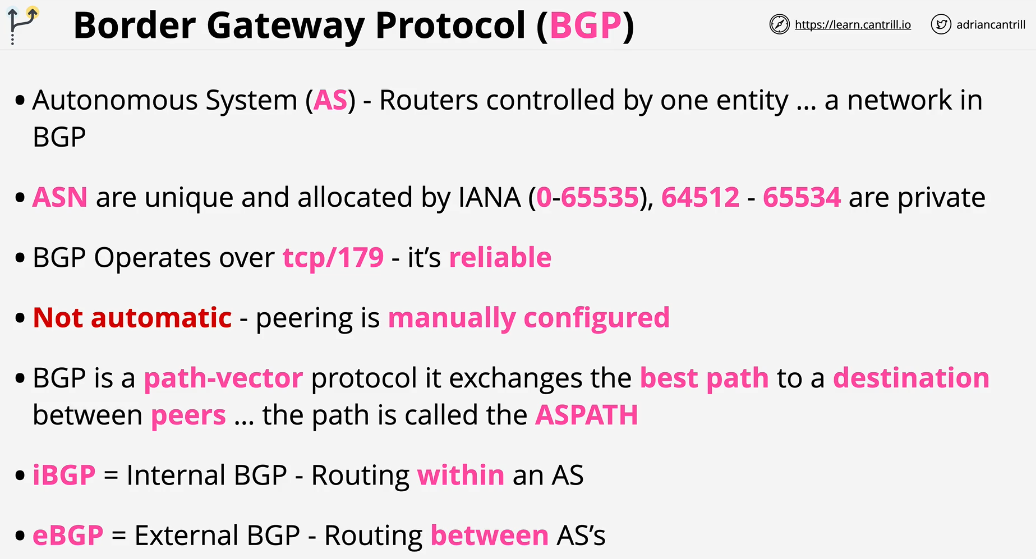 Border Gateway Protocol (BGP)
https://learn.cantrill.io
adriancantrill
• Autonomous System (AS) - Routers controlled by one entity … a network in
BGP
• ASN are unique and allocated by IANA (0-65535), 64512 - 65534 are private
• BGP Operates over tcp/179 - it’s reliable
• Not automatic - peering is manually configured
• BGP is a path-vector protocol it exchanges the best path to a destination
between peers … the path is called the ASPATH
• iBGP = Internal BGP - Routing within an AS
• eBGP = External BGP - Routing between AS’s